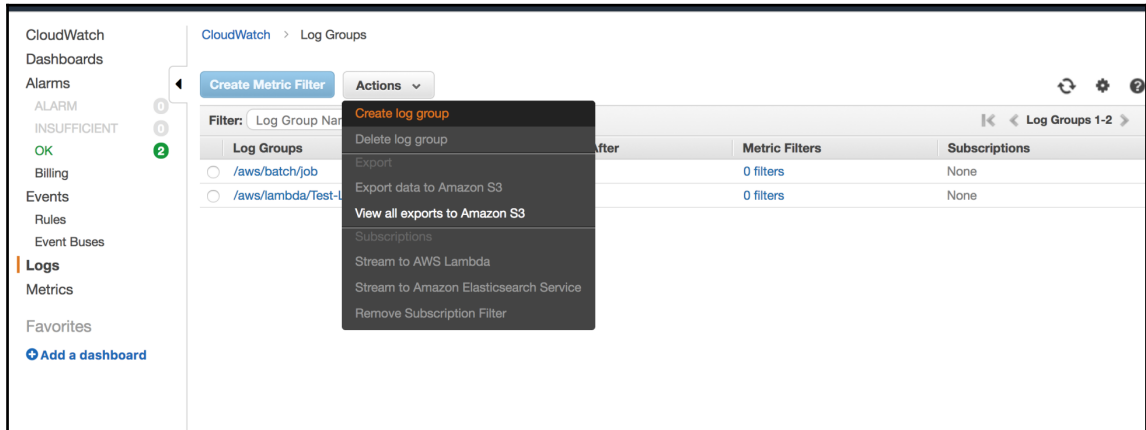 CloudWatch
Dashboards
Alarms
ALARM 0
INSUFFICIENT 0
OK 2
Billing
Events
Rules
Event Buses
Logs
Metrics
Favorites
Add a dashboard
CloudWatch > Log Groups
Create Metric Filter Actions
Filter: Log Group Nar
Log Groups 1-2
Log Groups After Metric Filters Subscriptions
/aws/batch/job 0 filters None
/aws/lambda/Test-L 0 filters None
Create log group
Delete log group
Export
Export data to Amazon S3
View all exports to Amazon S3
Subscriptions
Stream to AWS Lambda
Stream to Amazon Elasticsearch Service
Remove Subscription Filter